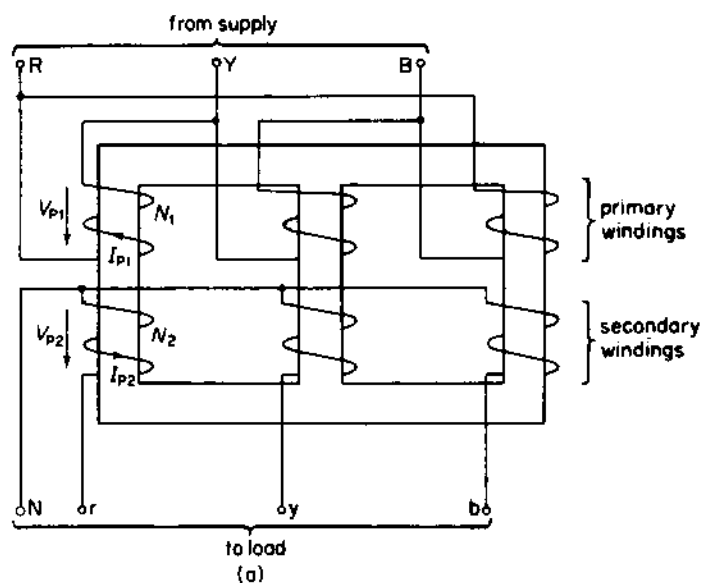 from supply
R Y B
V_P1 N_1 primary
I_P1 windings
V_P2 N_2 secondary
I_P2 windings
N r y b
to load
(a)